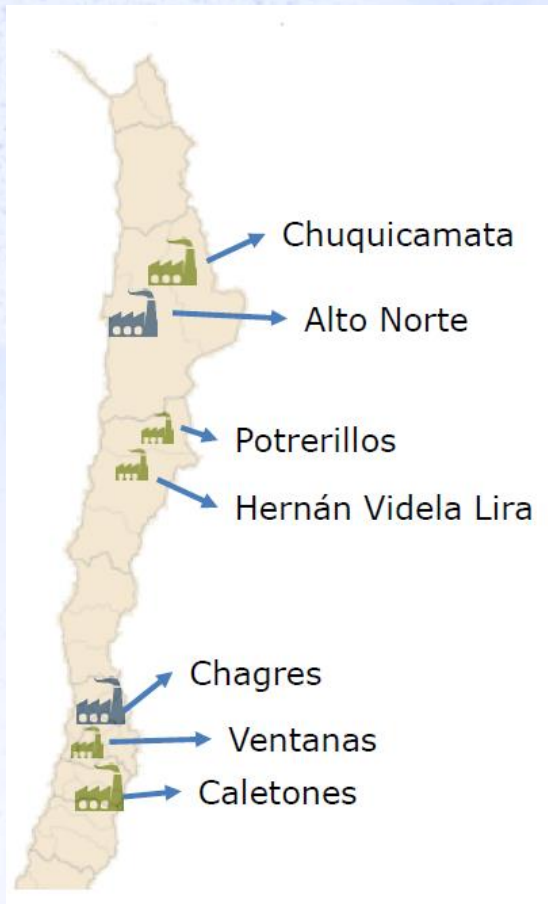 Chuquicamata
Alto Norte
Potrerillos
Hernán Videla Lira
Chagres
Ventanas
Caletones